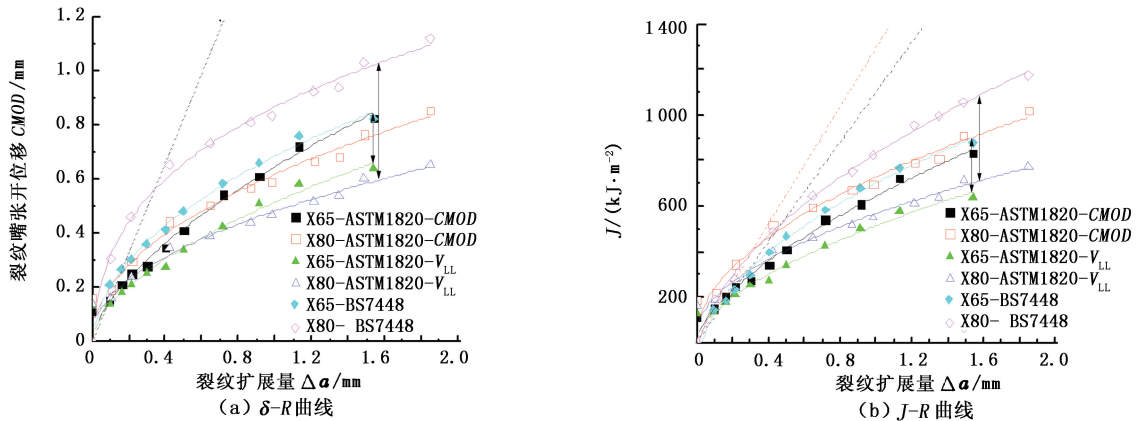 裂纹嘴张开位移 CMOD/mm
1.2
1.0
0.8
0.6
0.4
0.2
0
0 0.4 0.8 1.2 1.6 2.0
X65-ASTM1820-CMOD
X80-ASTM1820-CMOD
X65-ASTM1820-VLL
X80-ASTM1820-VLL
X65-BS7448
X80- BS7448
裂纹扩展量 Δa/mm
(a) δ-R曲线
J/(kJ·m⁻²)
1 400
1 200
1 000
800
600
400
200
0 0.4 0.8 1.2 1.6 2.0
X65-ASTM1820-CMOD
X80-ASTM1820-CMOD
X65-ASTM1820-VLL
X80-ASTM1820-VLL
X65-BS7448
X80- BS7448
裂纹扩展量 Δa/mm
(b) J-R曲线